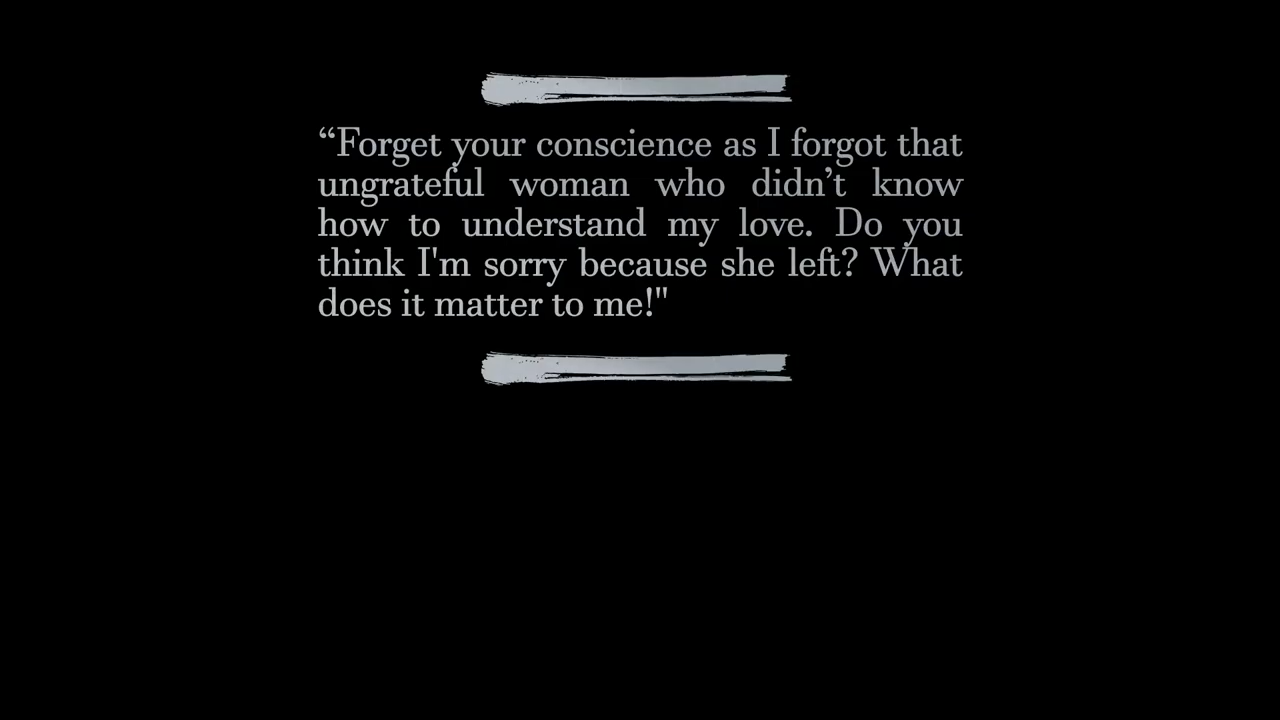 “Forget your conscience as I forgot that
ungrateful woman who didn’t know
how to understand my love. Do you
think I'm sorry because she left? What
does it matter to me!"